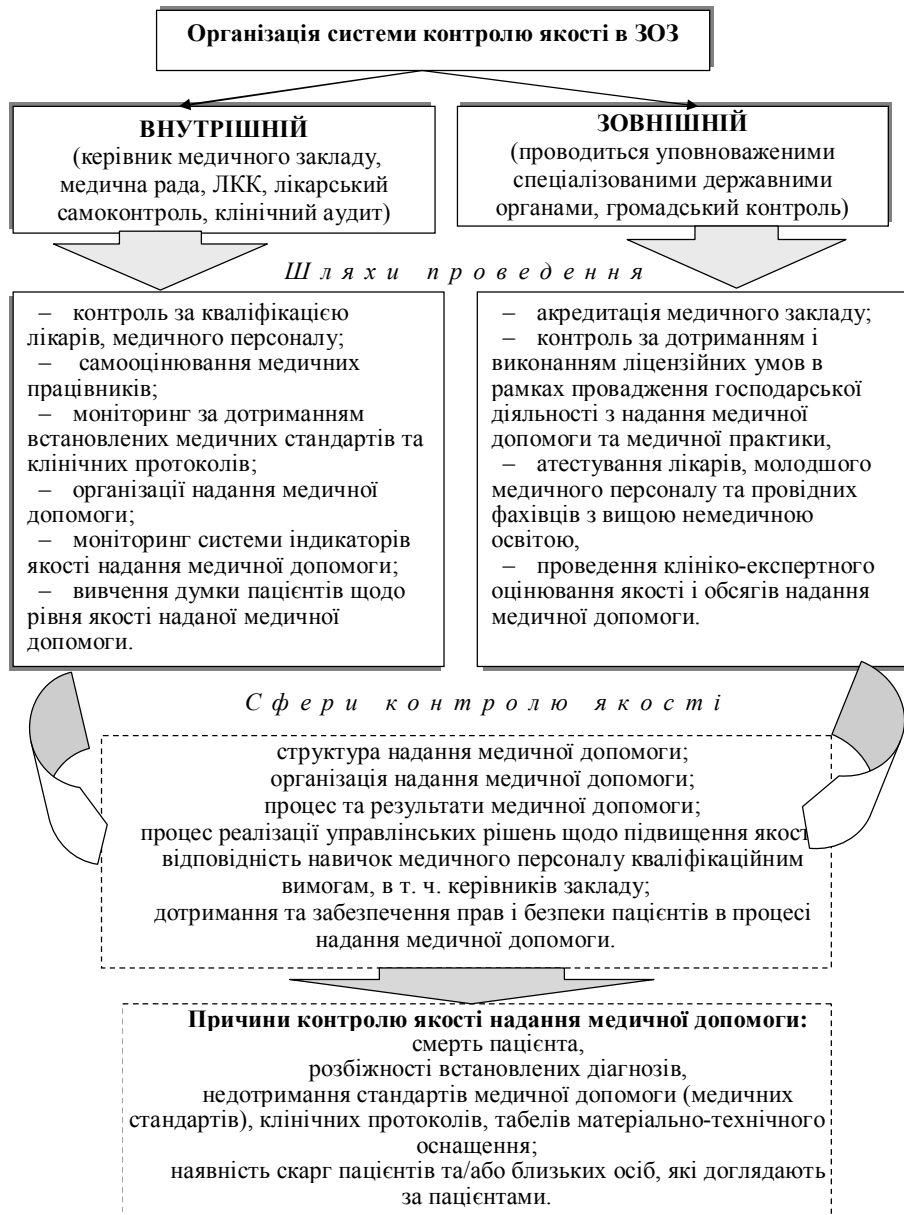 Організація системи контролю якості в ЗОЗ
ВНУТРІШНІЙ
(керівник медичного закладу,
медична рада, ЛКК, лікарський
самоконтроль, клінічний аудит)
ЗОВНІШНІЙ
(проводиться уповноваженими
спеціалізованими державними
органами, громадський контроль)
Шляхи проведення
– контроль за кваліфікацією
лікарів, медичного персоналу;
– самооцінювання медичних
працівників;
– моніторинг за дотриманням
встановлених медичних стандартів та
клінічних протоколів;
– організації надання медичної
допомоги;
– моніторинг системи індикаторів
якості надання медичної допомоги;
– вивчення думки пацієнтів щодо
рівня якості наданої медичної
допомоги.
– акредитація медичного закладу;
– контроль за дотриманням і
виконанням ліцензійних умов в
рамках провадження господарської
діяльності з надання медичної
допомоги та медичної практики,
– атестування лікарів, молодшого
медичного персоналу та провідних
фахівців з вищою немедичною
освітою,
– проведення клініко-експертного
оцінювання якості і обсягів надання
медичної допомоги.
Сфери контролю якості
структура надання медичної допомоги;
організація надання медичної допомоги;
процес та результати медичної допомоги;
процес реалізації управлінських рішень щодо підвищення якост
відповідність навичок медичного персоналу кваліфікаційним
вимогам, в т. ч. керівників закладу;
дотримання та забезпечення прав і безпеки пацієнтів в процесі
надання медичної допомоги.
Причини контролю якості надання медичної допомоги:
смерть пацієнта,
розбіжності встановлених діагнозів,
недотримання стандартів медичної допомоги (медичних
стандартів), клінічних протоколів, табелів матеріально-технічного
оснащення;
наявність скарг пацієнтів та/або близьких осіб, які доглядають
за пацієнтами.